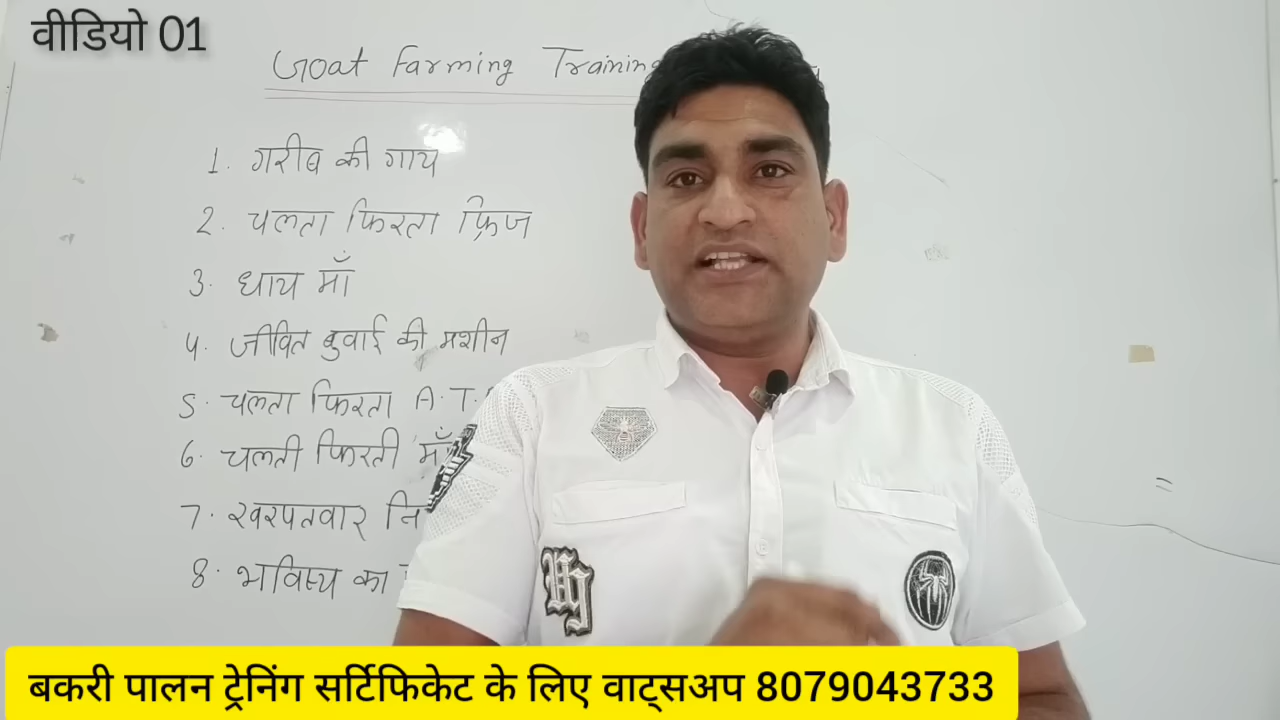 वीडियो 01
Goat Farming Training
1. गरीब की गाय
2. चलता फिरता फ्रिज
3. धाय माँ
4. जीवित बुवाई की मशीन
5. चलता फिरता A.T.
6. चलती फिरती
7. खरपतवार
8. भविष्य का
बकरी पालन ट्रेनिंग सर्टिफिकेट के लिए वाट्सअप 8079043733